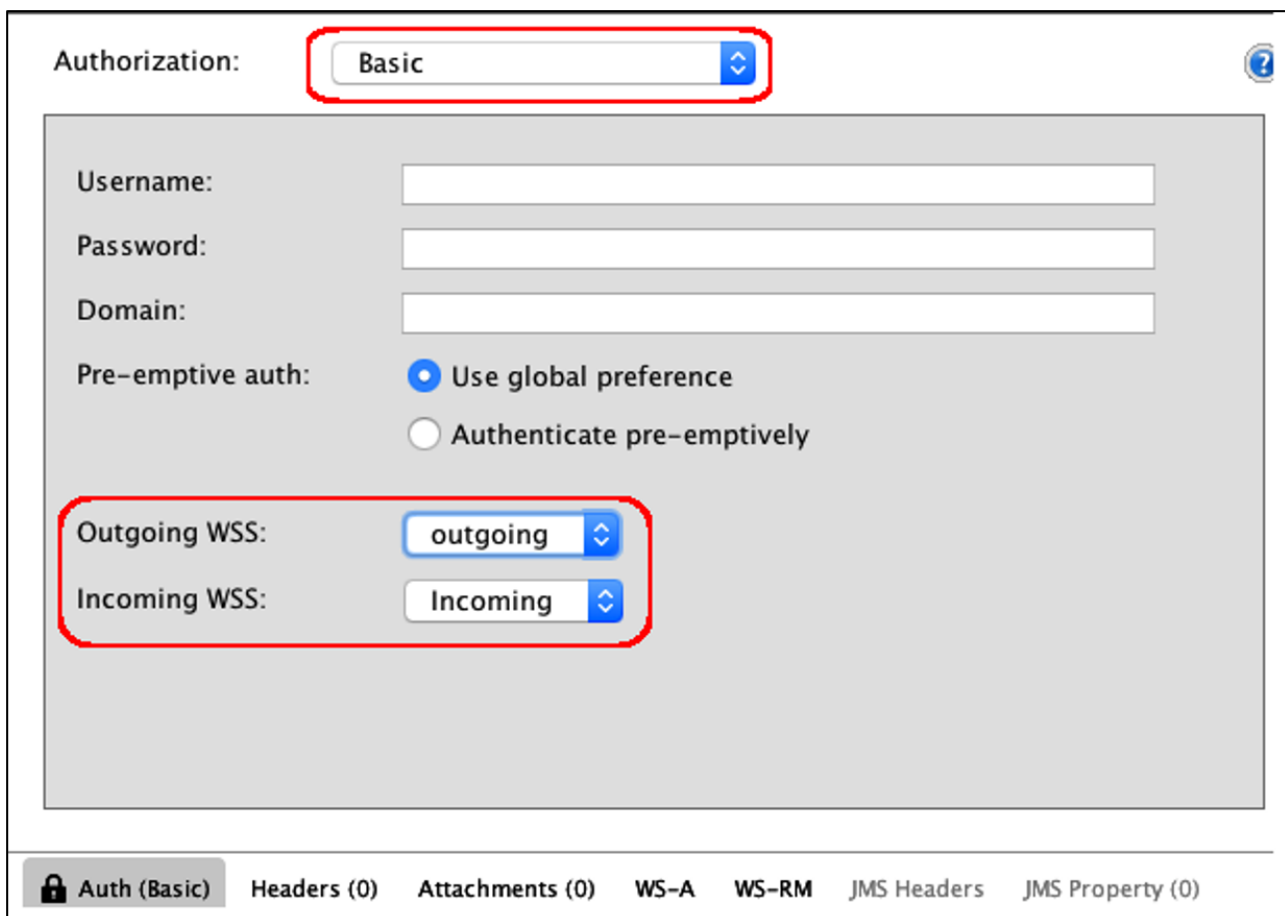 Authorization: Basic ?
Username:
Password:
Domain:
Pre-emptive auth: Use global preference
Authenticate pre-emptively
Outgoing WSS: outgoing
Incoming WSS: Incoming
Auth (Basic) Headers (0) Attachments (0) WS-A WS-RM JMS Headers JMS Property (0)